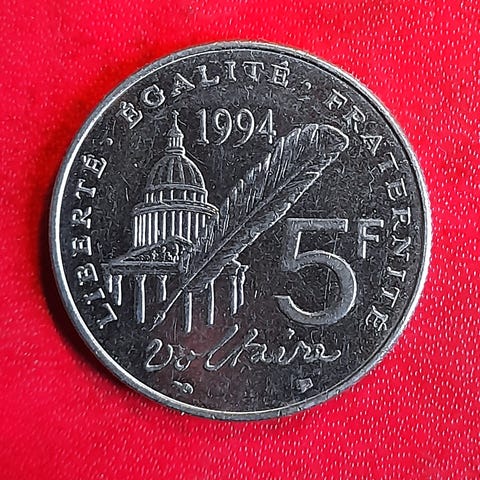 LIBERTÉ · ÉGALITÉ · FRATERNITÉ
1994
5F
Voltaire